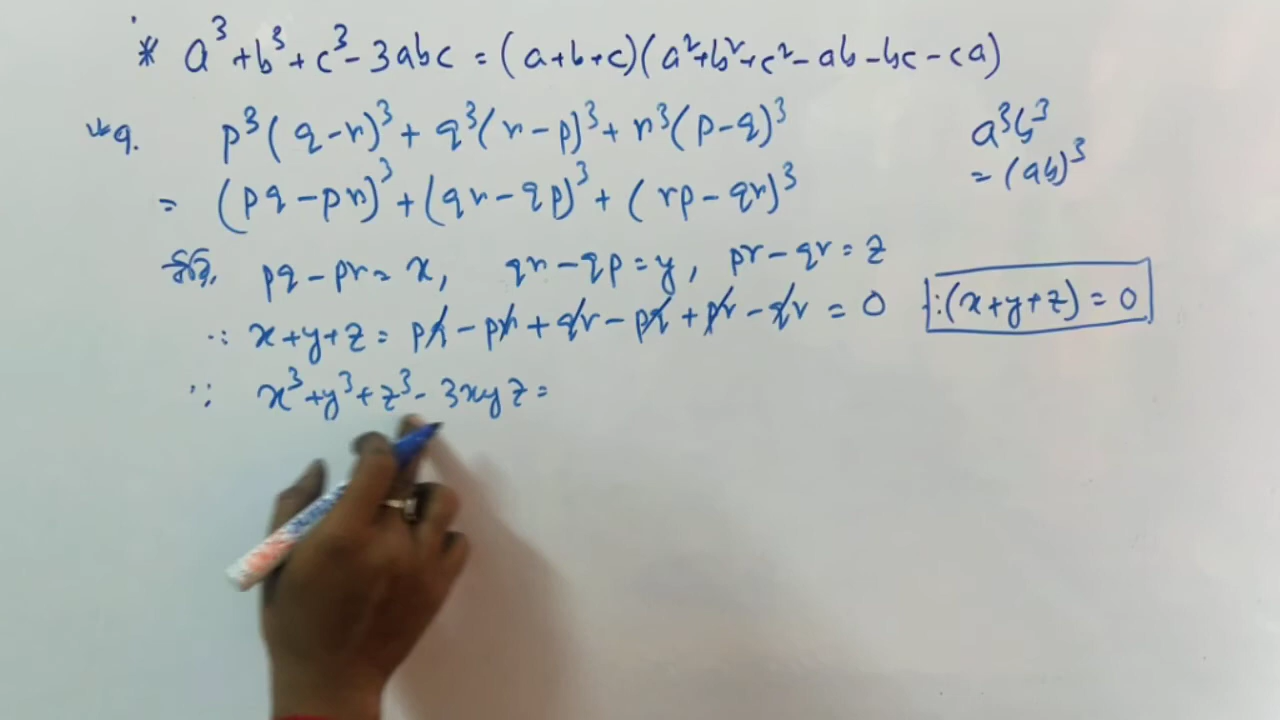 * a³+b³+c³-3abc = (a+b+c)(a²+b²+c²-ab-bc-ca)
9. p³(q-r)³ + q³(r-p)³ + r³(p-q)³
a³b³
= (ab)³
= (pq-pr)³ + (qr-qp)³ + (rp-qr)³
ধরি, pq-pr = x, qr-qp = y, pr-qr = z
∵ x+y+z = pq-pr+qr-pq+pr-qr = 0 ∴(x+y+z) = 0
∵ x³+y³+z³-3xyz =